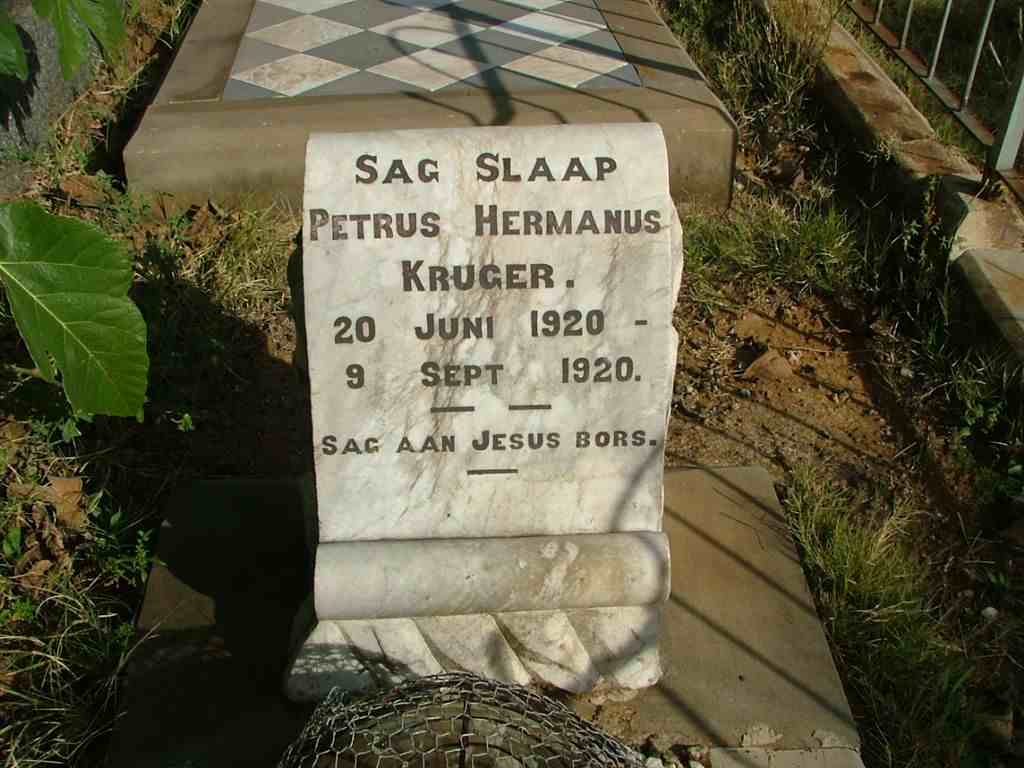 SAG SLAAP
PETRUS HERMANUS
KRUGER.
20 JUNI 1920 -
9 SEPT 1920.
SAG AAN JESUS BORS.